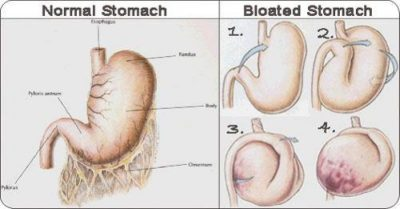 Normal Stomach
Bloated Stomach
Esophagus
Fundus
Pyloric antrum
Body
Omentum
Pylorus
1.
2.
3.
4.